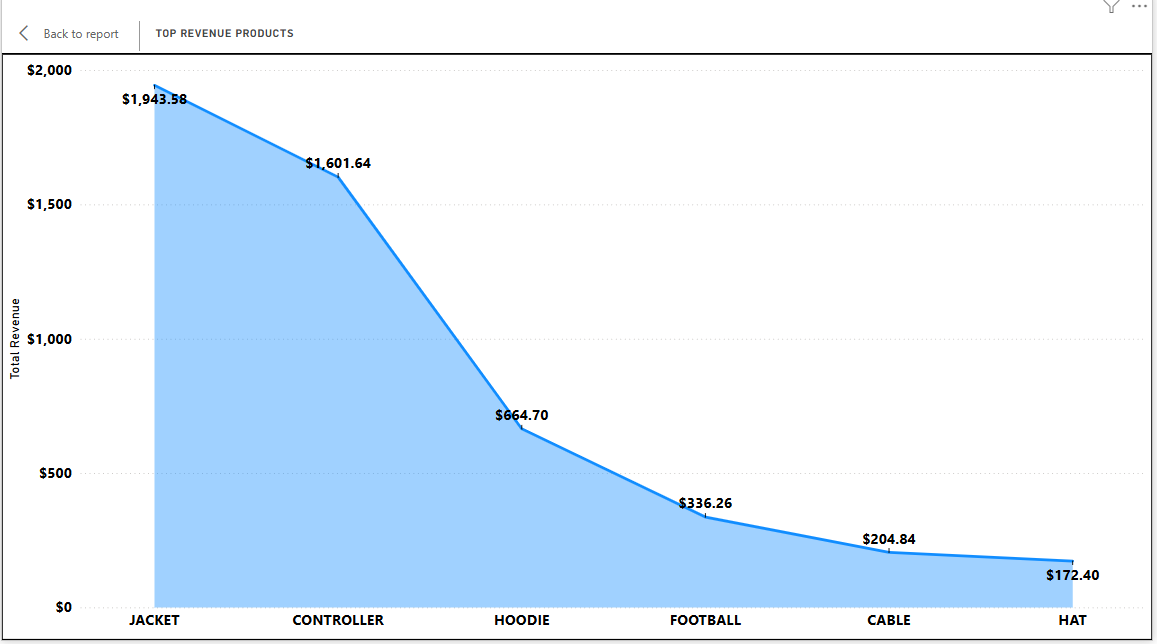 Back to report
TOP REVENUE PRODUCTS
$2,000
$1,943.58
$1,601.64
$1,500
Total Revenue
$1,000
$664.70
$500
$336.26
$204.84
$172.40
$0
JACKET CONTROLLER HOODIE FOOTBALL CABLE HAT